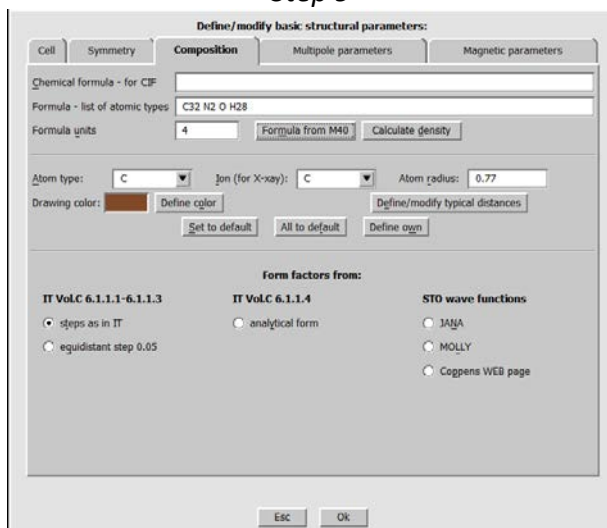 Define/modify basic structural parameters:
Cell Symmetry Composition Multipole parameters Magnetic parameters
Chemical formula - for CIF
Formula - list of atomic types C32 N2 O H28
Formula units 4 Formula from M40 Calculate density
Atom type: C Ion (for X-xay): C Atom radius: 0.77
Drawing color: Define color Define/modify typical distances
Set to default All to default Define own
Form factors from:
IT Vol.C 6.1.1.1-6.1.1.3 IT Vol.C 6.1.1.4 STO wave functions
steps as in IT analytical form JANA
equidistant step 0.05 MOLLY
Coppens WEB page
Esc Ok